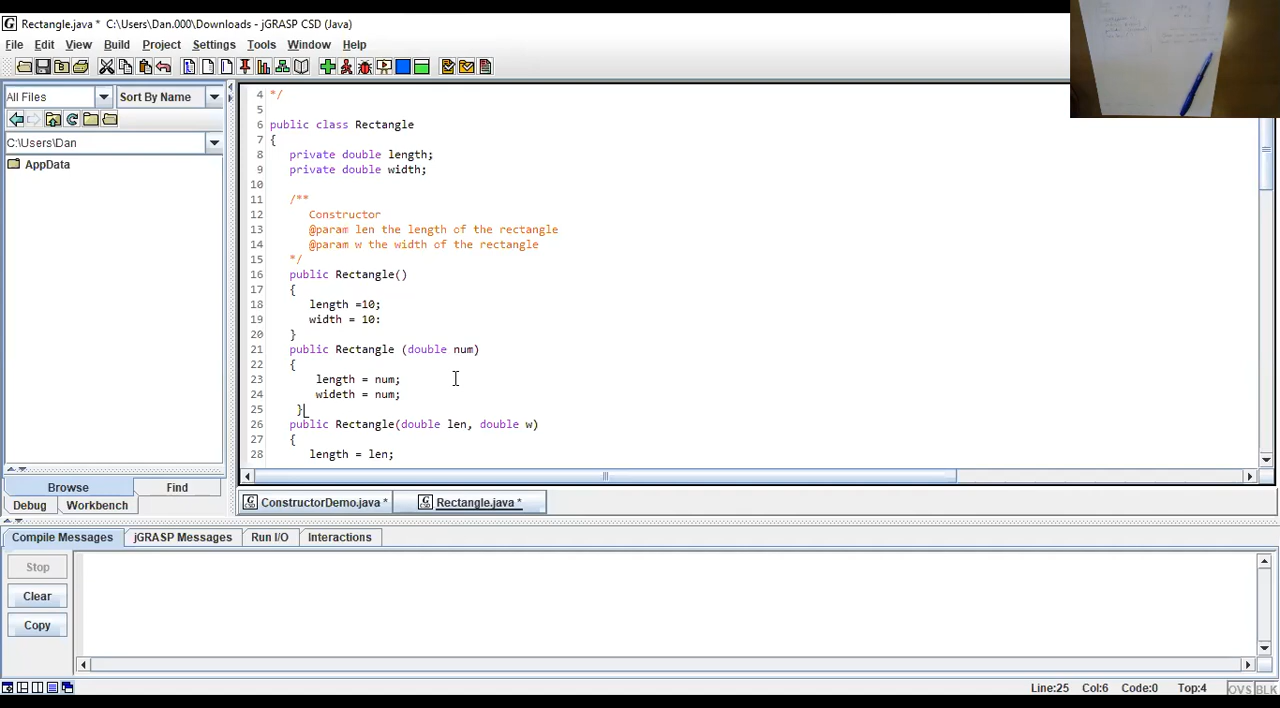 Rectangle.java * C:\Users\Dan.000\Downloads - jGRASP CSD (Java)
File Edit View Build Project Settings Tools Window Help
All Files Sort By Name
C:\Users\Dan
AppData
Browse Find
Debug Workbench
4 */
5
6 public class Rectangle
7 {
8 private double length;
9 private double width;
10
11 /**
12 Constructor
13 @param len the length of the rectangle
14 @param w the width of the rectangle
15 */
16 public Rectangle()
17 {
18 length =10;
19 width = 10:
20 }
21 public Rectangle (double num)
22 {
23 length = num;
24 wideth = num;
25 }
26 public Rectangle(double len, double w)
27 {
28 length = len;
ConstructorDemo.java * Rectangle.java *
Compile Messages jGRASP Messages Run I/O Interactions
Stop
Clear
Copy
Line:25 Col:6 Code:0 Top:4 OVS BLK